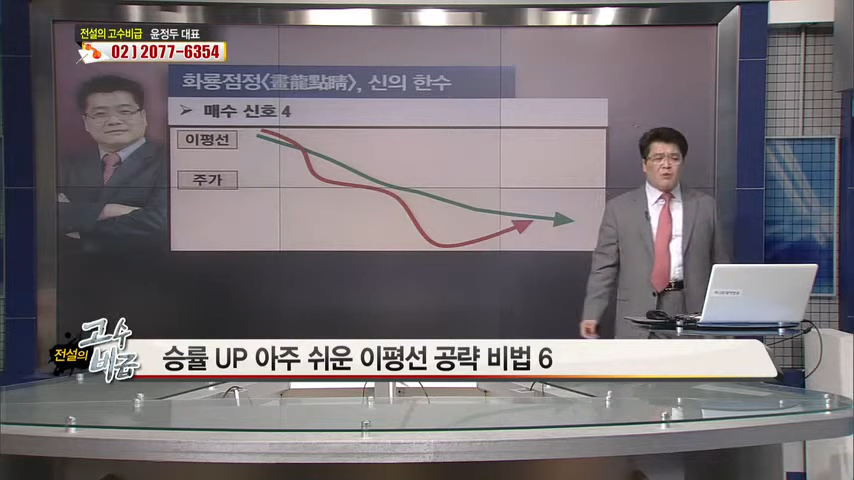 전설의 고수비급 윤정두 대표
02 ) 2077-6354
화룡점정<畫龍點睛>, 신의 한수
➢ 매수 신호 4
이평선
주가
전설의 고수 비급
승률 UP 아주 쉬운 이평선 공략 비법 6